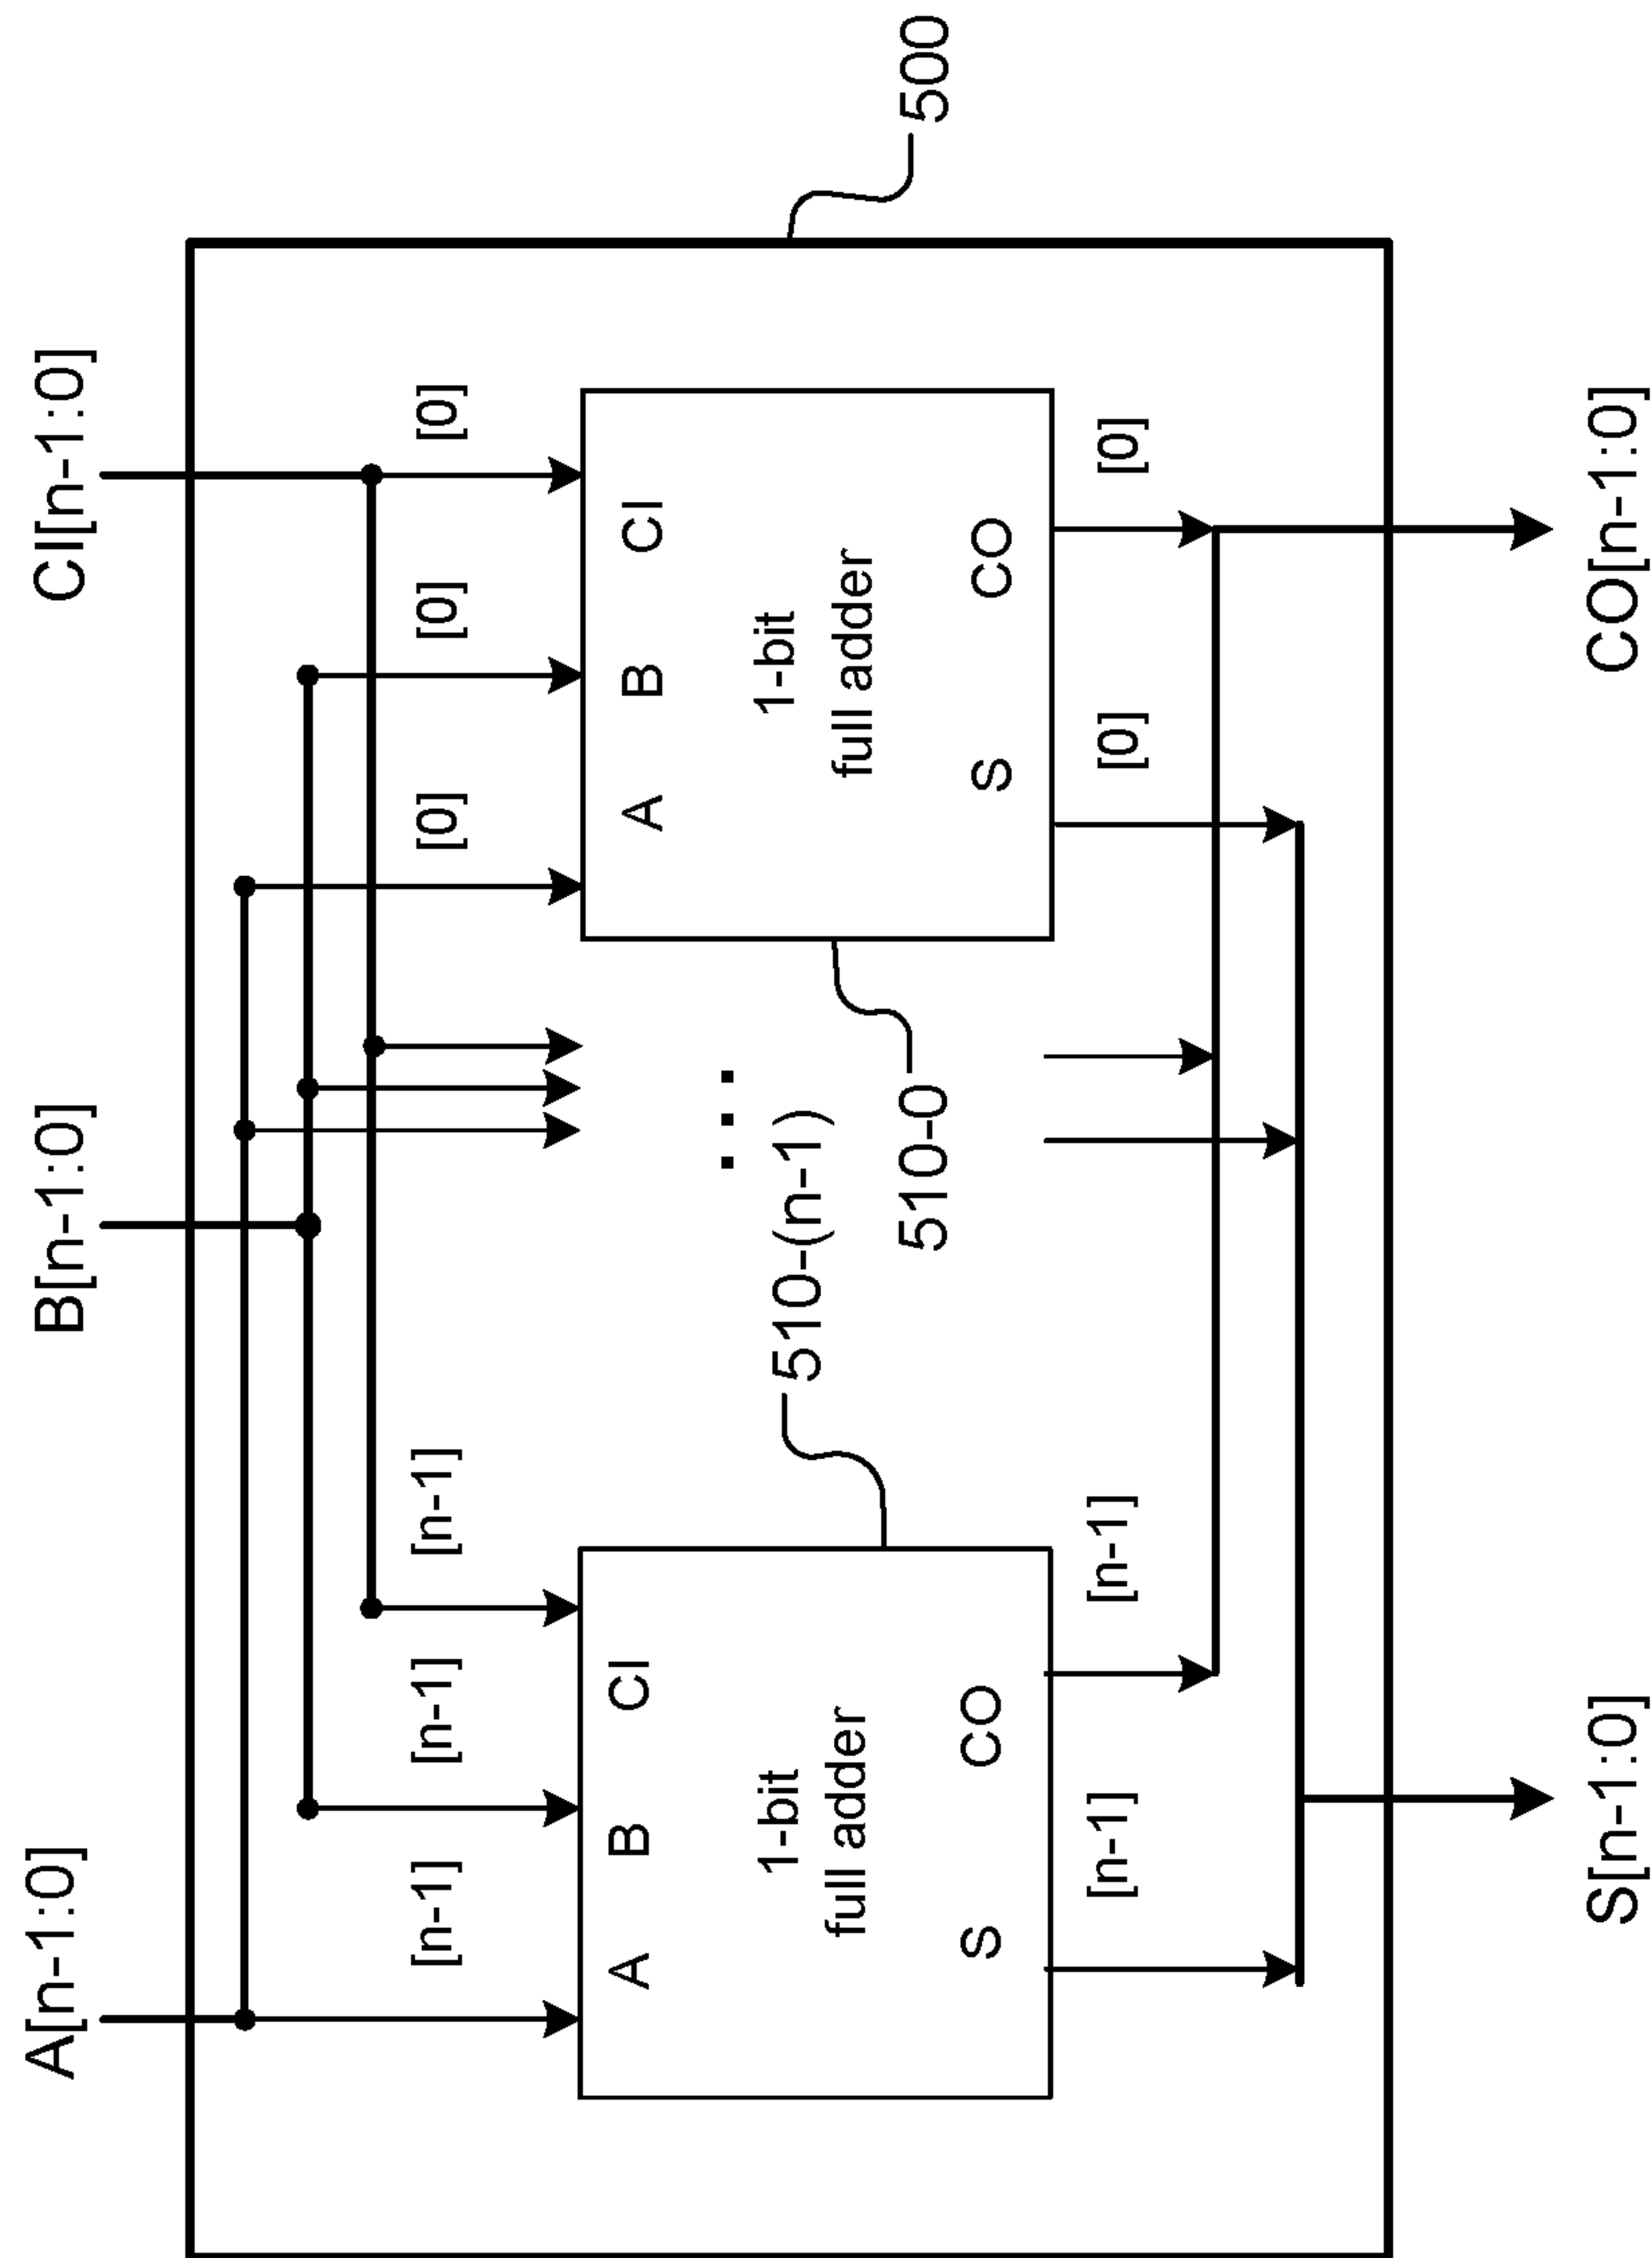 A[n-1:0]
B[n-1:0]
CI[n-1:0]
[n-1]
[n-1]
[n-1]
[0]
[0]
[0]
A
B
CI
1-bit
full adder
S
CO
A
B
CI
1-bit
full adder
S
CO
510-(n-1)
510-0
500
[n-1]
[n-1]
[0]
[0]
S[n-1:0]
CO[n-1:0]